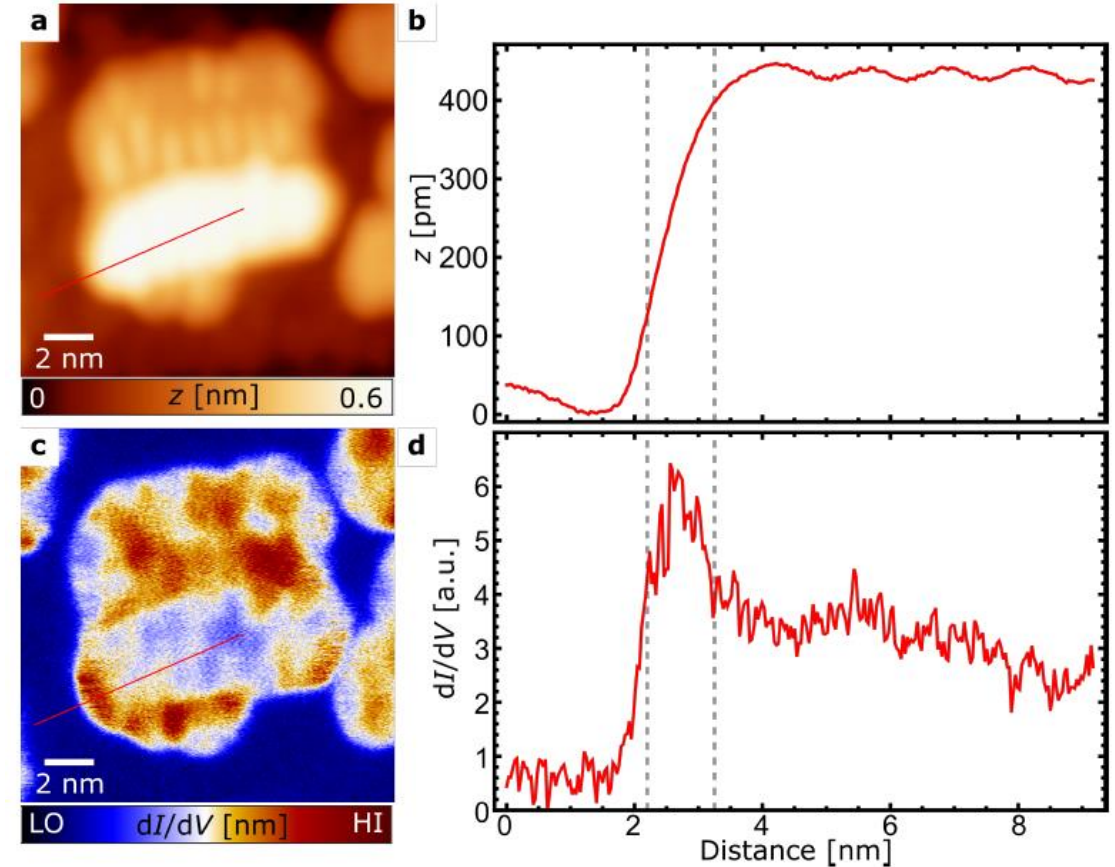 a
2 nm
0 z [nm] 0.6
b
z [pm]
400
300
200
100
0
c
2 nm
LO dI/dV [nm] HI
d
dI/dV [a.u.]
6
5
4
3
2
1
0
0 2 4 6 8
Distance [nm]